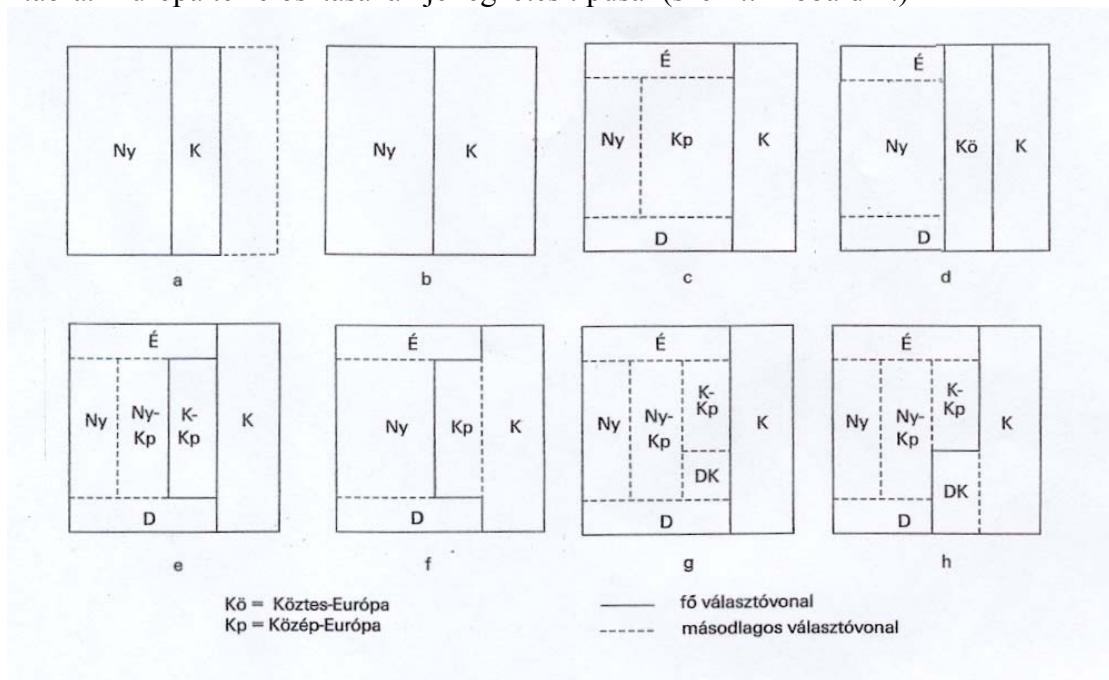 Ny K
a
Ny K
b
É
Ny Kp K
D
c
É
Ny Kö K
D
d
É
Ny Ny- K- K
Kp Kp
D
e
É
Ny Kp K
D
f
É
K-
Ny Ny- Kp K
Kp
DK
D
g
É
K-
Ny Ny- Kp K
Kp
DK
D
h
Kö = Köztes-Európa
Kp = Közép-Európa
fő választóvonal
másodlagos választóvonal